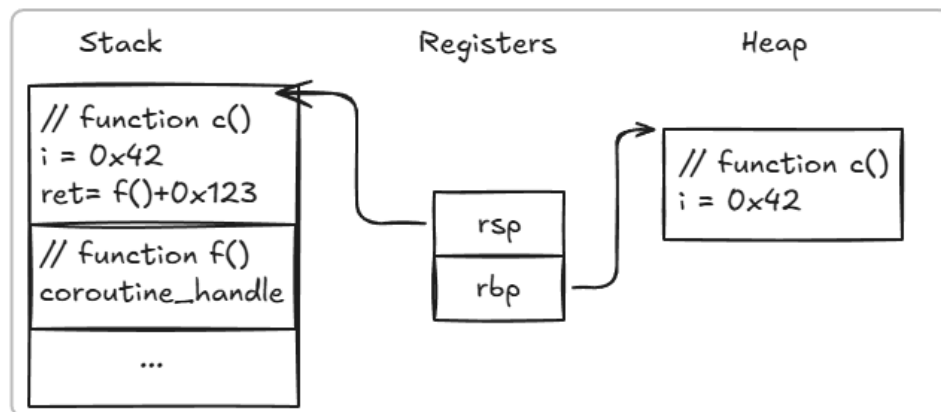 Stack
Registers
Heap
// function c()
i = 0x42
ret= f()+0x123
// function f()
coroutine_handle
...
rsp
rbp
// function c()
i = 0x42